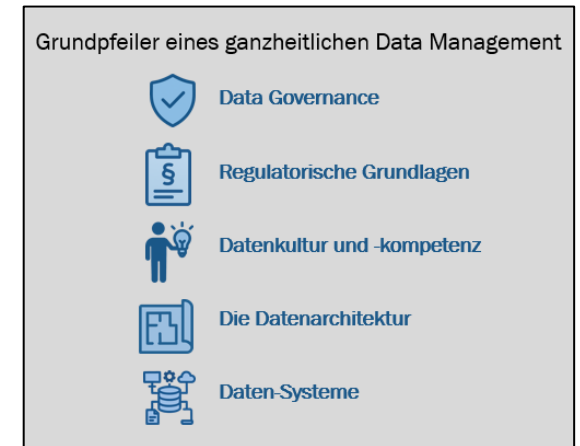 Grundpfeiler eines ganzheitlichen Data Management
Data Governance
§
Regulatorische Grundlagen
Datenkultur und -kompetenz
Die Datenarchitektur
Daten-Systeme